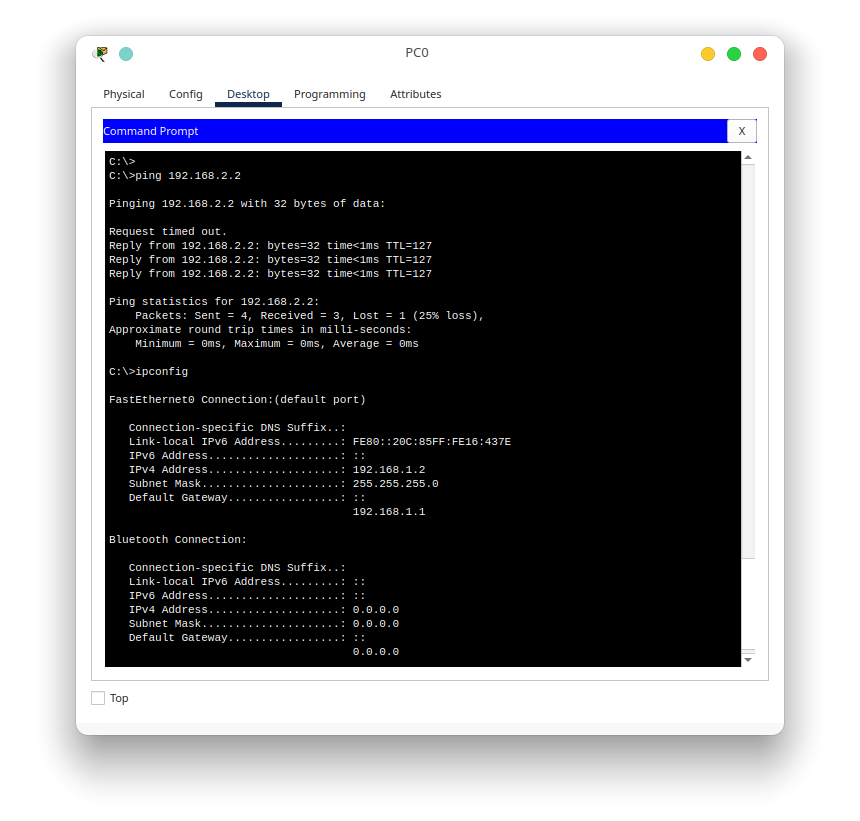 PC0
Physical Config Desktop Programming Attributes
Command Prompt X
C:\>
C:\>ping 192.168.2.2
Pinging 192.168.2.2 with 32 bytes of data:
Request timed out.
Reply from 192.168.2.2: bytes=32 time<1ms TTL=127
Reply from 192.168.2.2: bytes=32 time<1ms TTL=127
Reply from 192.168.2.2: bytes=32 time<1ms TTL=127
Ping statistics for 192.168.2.2:
    Packets: Sent = 4, Received = 3, Lost = 1 (25% loss),
Approximate round trip times in milli-seconds:
    Minimum = 0ms, Maximum = 0ms, Average = 0ms
C:\>ipconfig
FastEthernet0 Connection:(default port)
   Connection-specific DNS Suffix..:
   Link-local IPv6 Address.........: FE80::20C:85FF:FE16:437E
   IPv6 Address....................: ::
   IPv4 Address....................: 192.168.1.2
   Subnet Mask.....................: 255.255.255.0
   Default Gateway.................: ::
                                     192.168.1.1
Bluetooth Connection:
   Connection-specific DNS Suffix..:
   Link-local IPv6 Address.........: ::
   IPv6 Address....................: ::
   IPv4 Address....................: 0.0.0.0
   Subnet Mask.....................: 0.0.0.0
   Default Gateway.................: ::
                                     0.0.0.0
Top